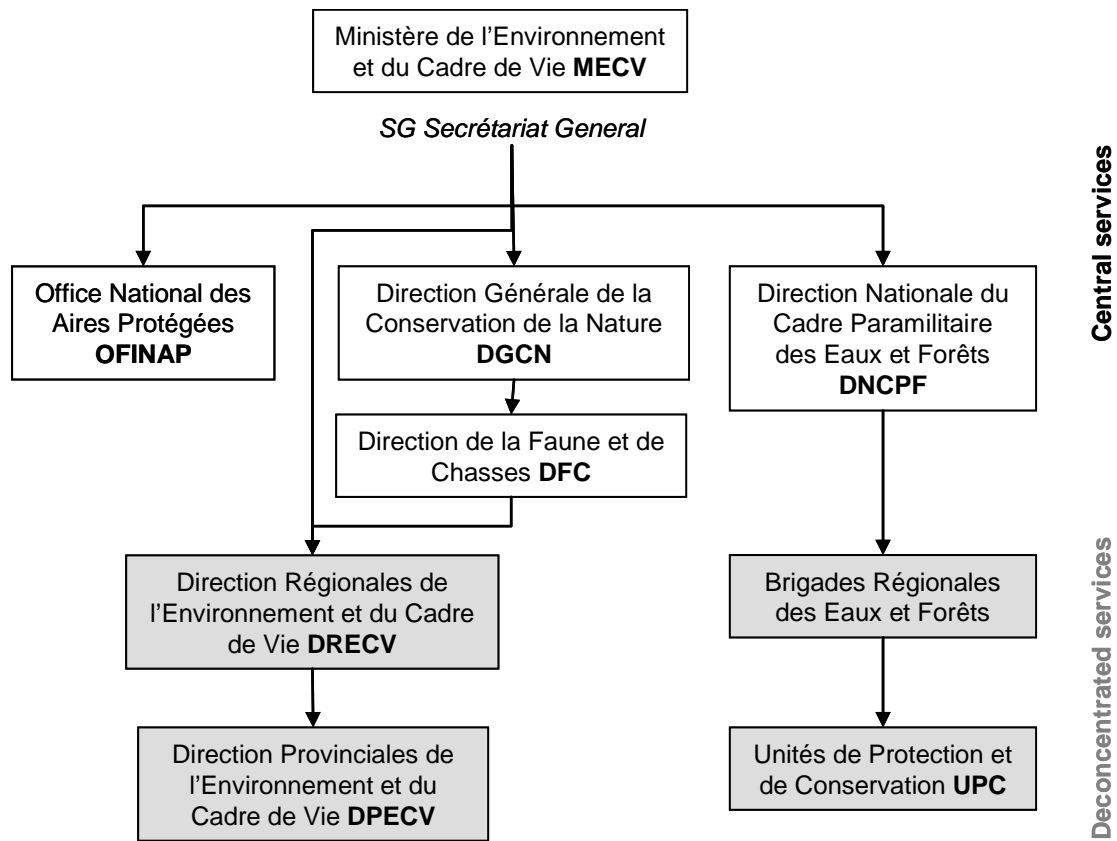 Ministère de l'Environnement
et du Cadre de Vie MECV
SG Secrétariat General
Central services
Office National des
Aires Protégées
OFINAP
Direction Générale de la
Conservation de la Nature
DGCN
Direction Nationale du
Cadre Paramilitaire
des Eaux et Forêts
DNCPF
Direction de la Faune et de
Chasses DFC
Deconcentrated services
Direction Régionales de
l'Environnement et du Cadre
de Vie DRECV
Brigades Régionales
des Eaux et Forêts
Direction Provinciales de
l'Environnement et du
Cadre de Vie DPECV
Unités de Protection et
de Conservation UPC